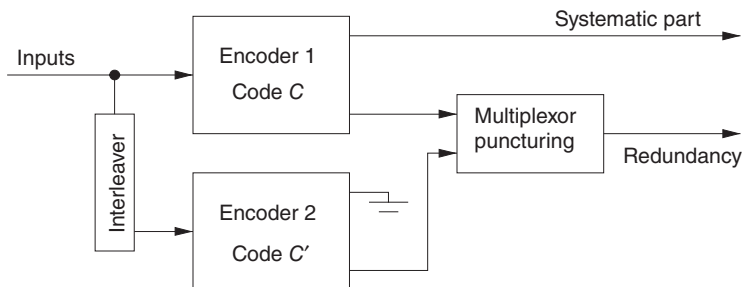 Systematic part
Inputs
Encoder 1
Code C
Multiplexor
puncturing
Redundancy
Interleaver
Encoder 2
Code C′